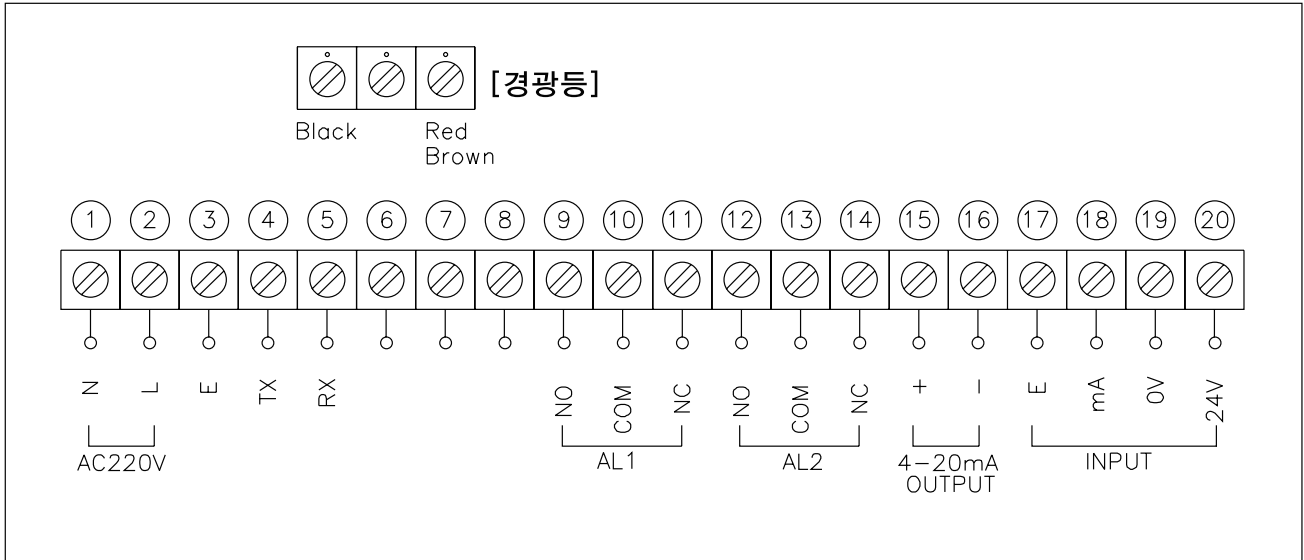 [경광등]
Black Red
Brown
1 2 3 4 5 6 7 8 9 10 11 12 13 14 15 16 17 18 19 20
N L E TX RX NO COM NC NO COM NC + - E mA 0V 24V
AC220V AL1 AL2 4-20mA INPUT
OUTPUT